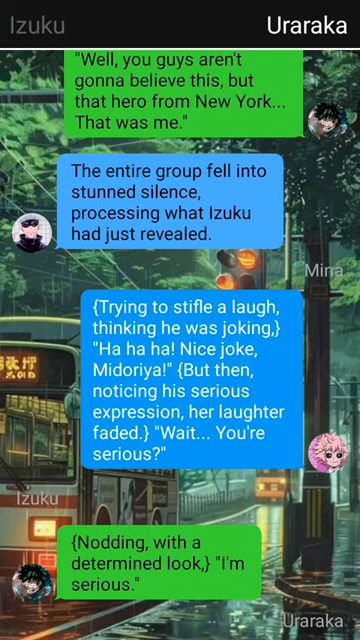 Izuku
Uraraka
"Well, you guys aren't
gonna believe this, but
that hero from New York...
That was me."
The entire group fell into
stunned silence,
processing what Izuku
had just revealed.
Mina
{Trying to stifle a laugh,
thinking he was joking,}
"Ha ha ha! Nice joke,
Midoriya!" {But then,
noticing his serious
expression, her laughter
faded.} "Wait... You're
serious?"
Izuku
{Nodding, with a
determined look,} "I'm
serious."
Uraraka